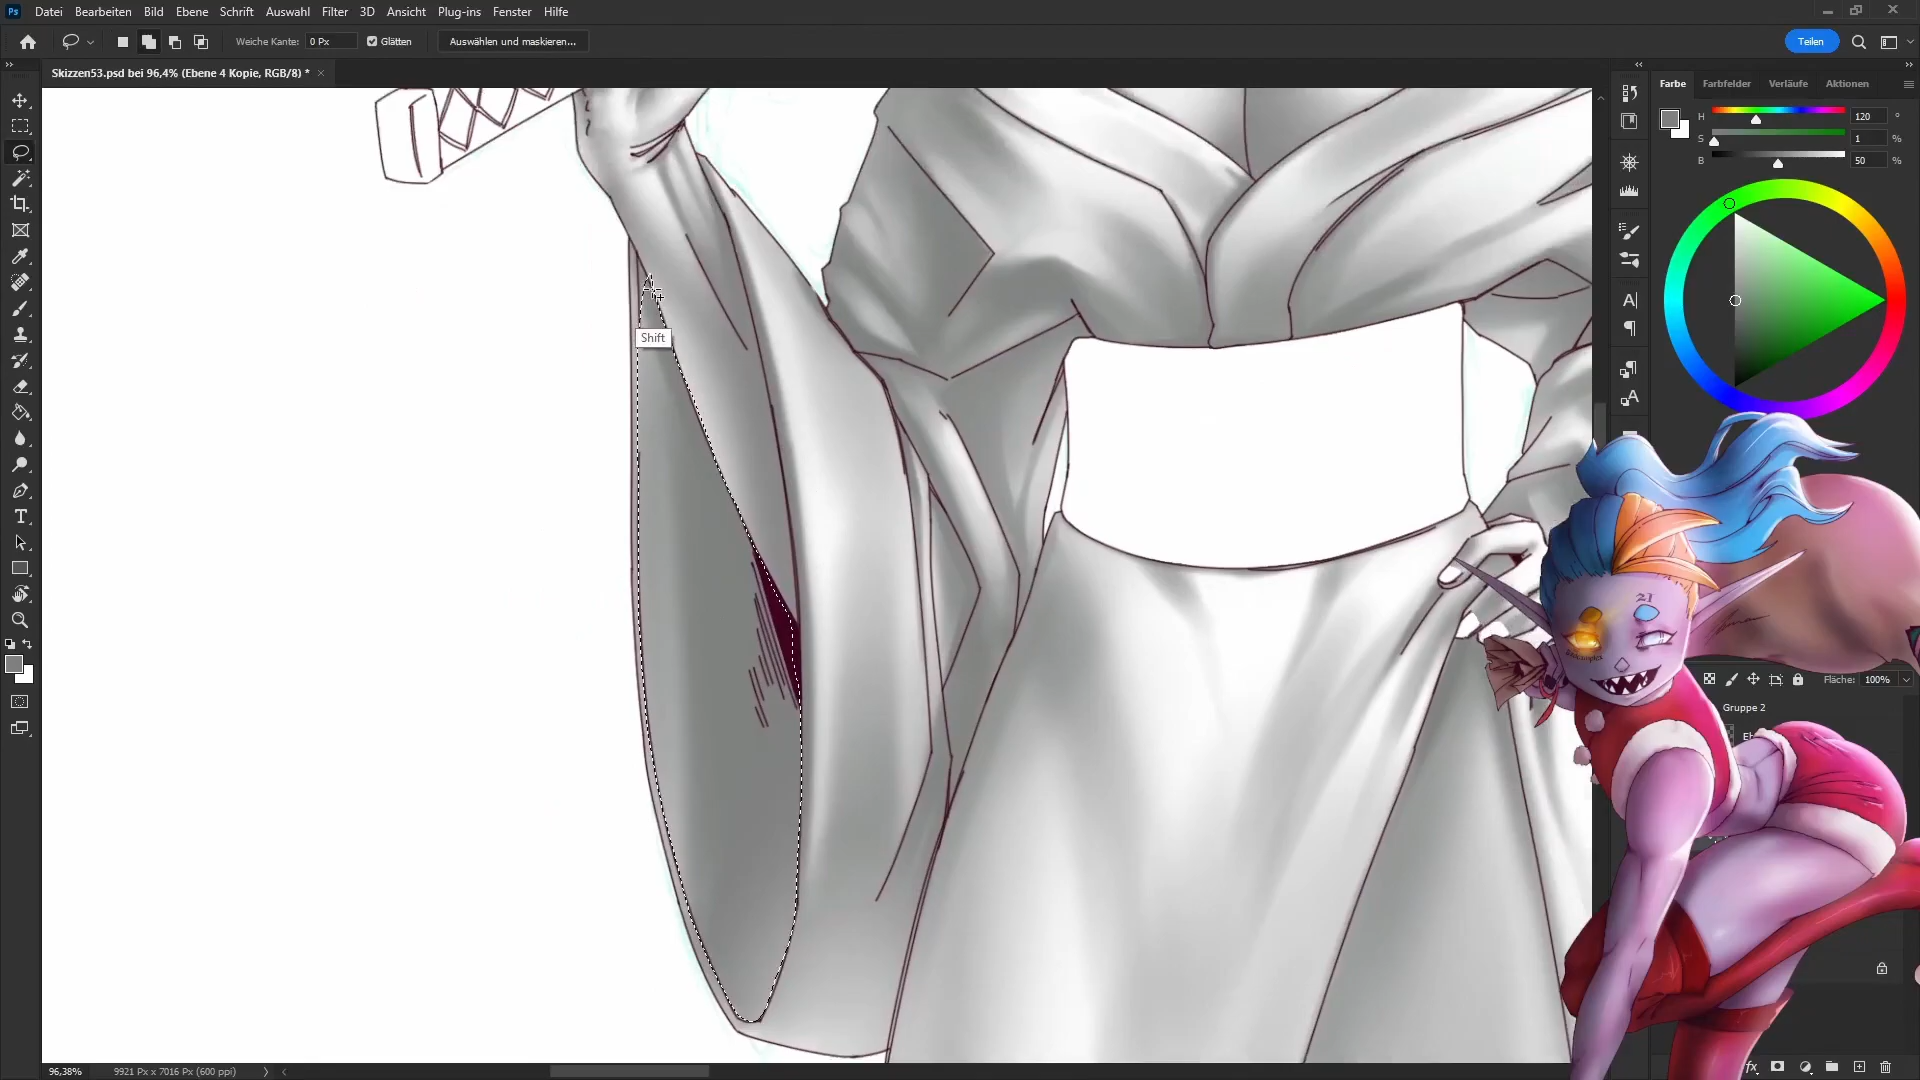 Ps Datei Bearbeiten Bild Ebene Schrift Auswahl Filter 3D Ansicht Plug-ins Fenster Hilfe
Weiche Kante: 0 Px Glätten Auswählen und maskieren... Teilen
Skizzen53.psd bei 96,4% (Ebene 4 Kopie, RGB/8) * ×
Farbe Farbfelder Verläufe Aktionen
H 120 °
S 1 %
B 50 %
Shift
21
Fläche: 100%
Gruppe 2
96,38% 9921 Px x 7016 Px (600 ppi)